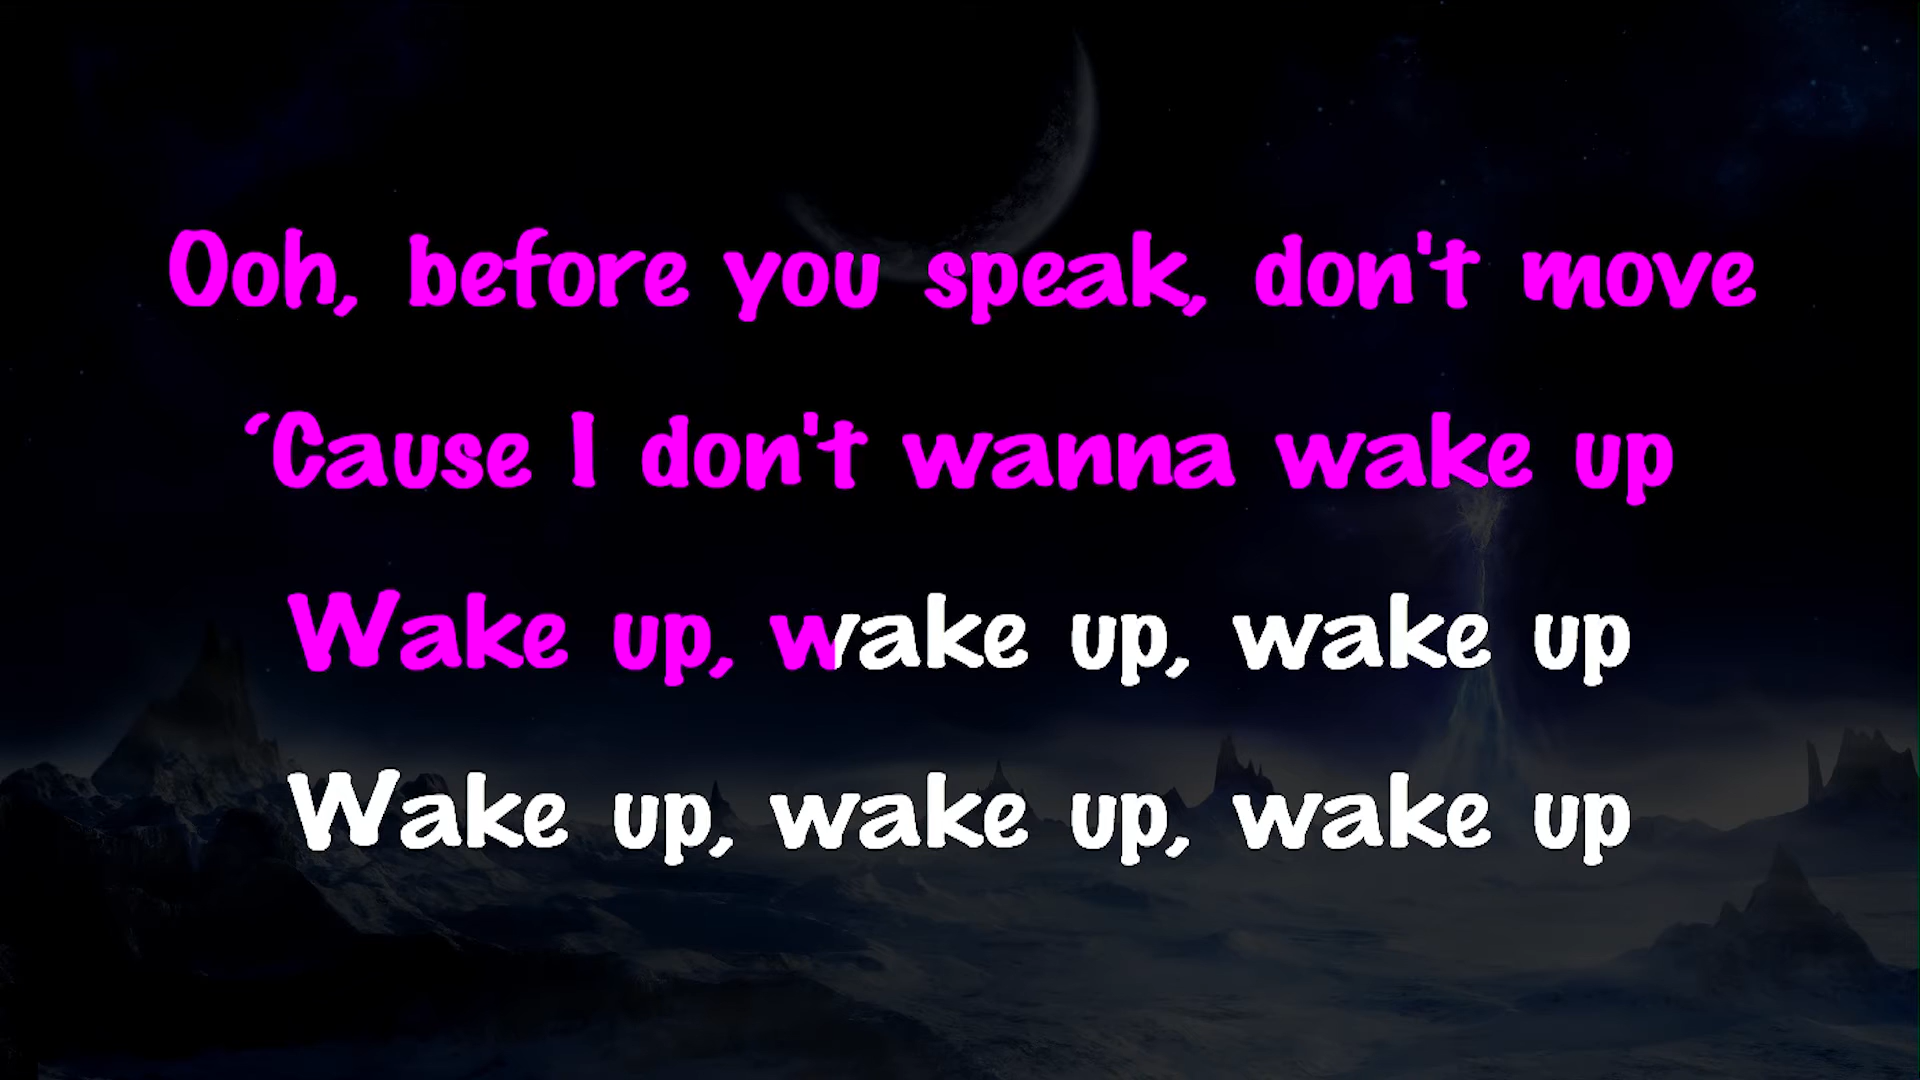 Ooh, before you speak, don't move
´Cause I don't wanna wake up
Wake up, wake up, wake up
Wake up, wake up, wake up